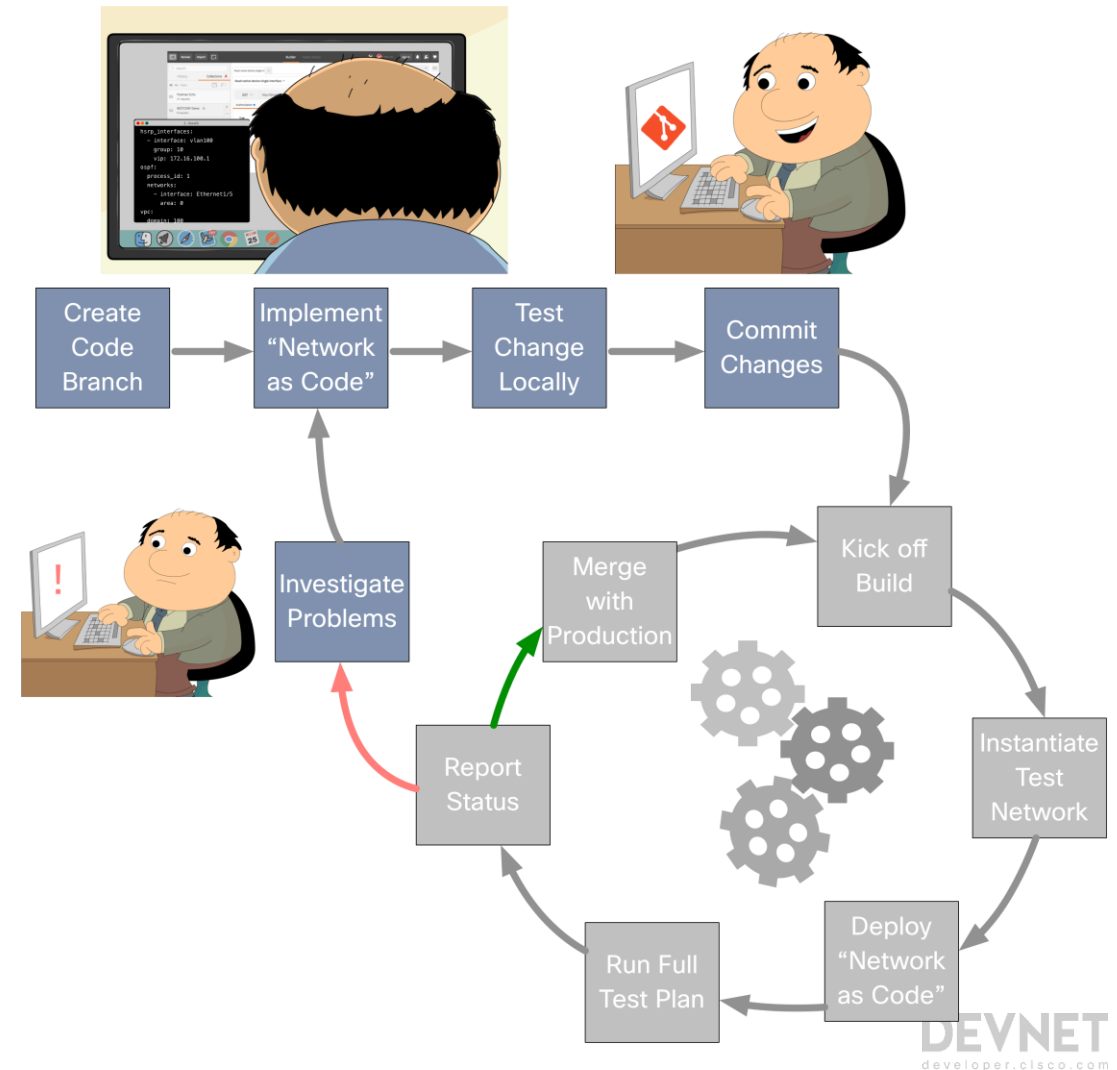 hsrp_interfaces:
- interface: vlan100
group: 10
vip: 172.16.100.1
ospf:
process_id: 1
networks:
- interface: Ethernet1/5
area: 0
vpc:
domain: 100
25
Create
Code
Branch
Implement
“Network
as Code”
Test
Change
Locally
Commit
Changes
!
Investigate
Problems
Merge
with
Production
Kick off
Build
Report
Status
Instantiate
Test
Network
Run Full
Test Plan
Deploy
“Network
as Code”
DEVNET
developer.cisco.com